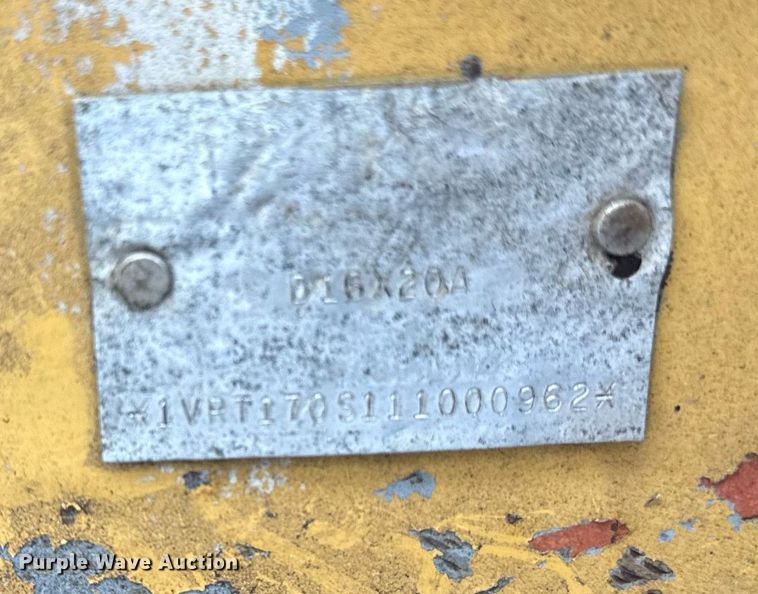 D16X20A
*1VRT170S111000962*
Purple Wave Auction